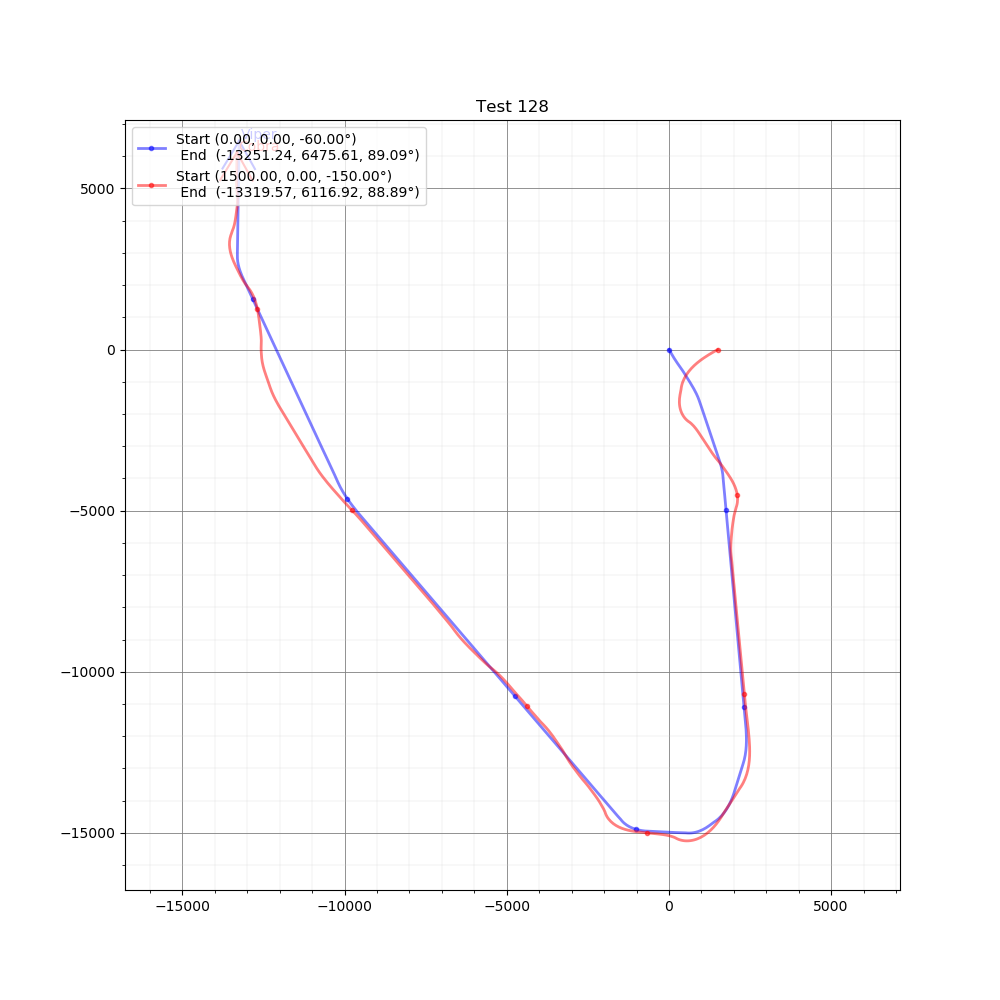 Test 128
Viper
Start (0.00, 0.00, -60.00°)
End (-13251.24, 6475.61, 89.09°)
Start (1500.00, 0.00, -150.00°)
End (-13319.57, 6116.92, 88.89°)
5000
0
−5000
−10000
−15000
−15000 −10000 −5000 0 5000